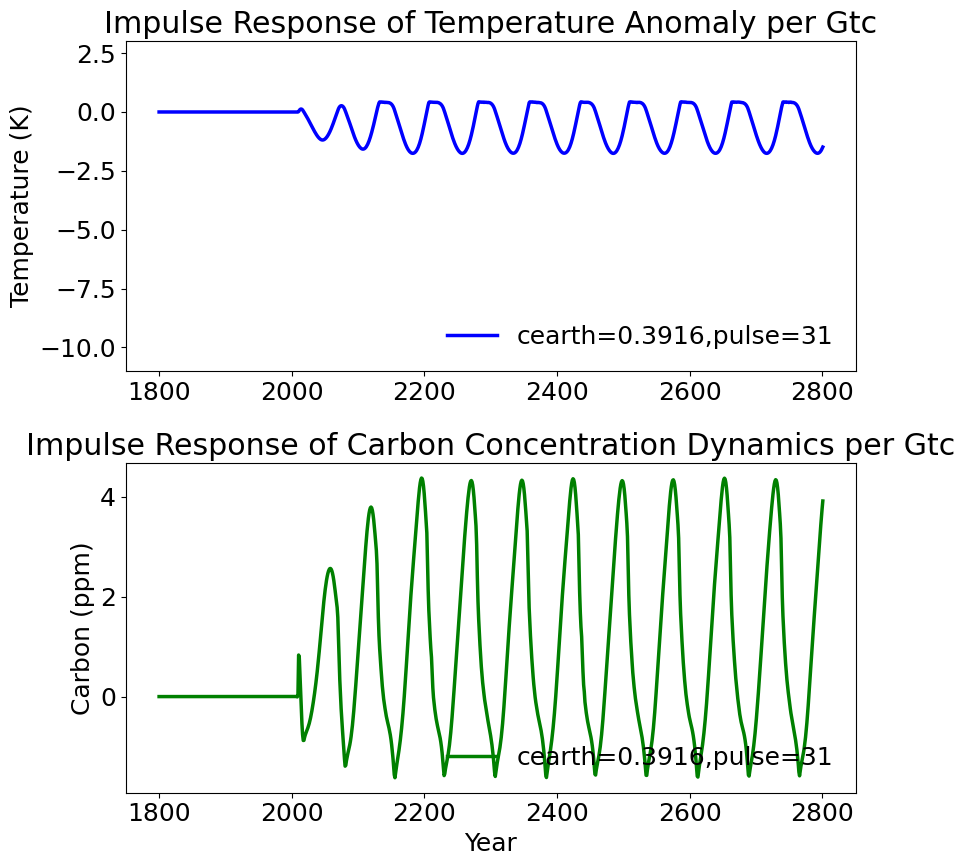 Impulse Response of Temperature Anomaly per Gtc
Temperature (K)
2.5
0.0
−2.5
−5.0
−7.5
−10.0
cearth=0.3916,pulse=31
1800 2000 2200 2400 2600 2800
Impulse Response of Carbon Concentration Dynamics per Gtc
Carbon (ppm)
4
2
0
cearth=0.3916,pulse=31
1800 2000 2200 2400 2600 2800
Year